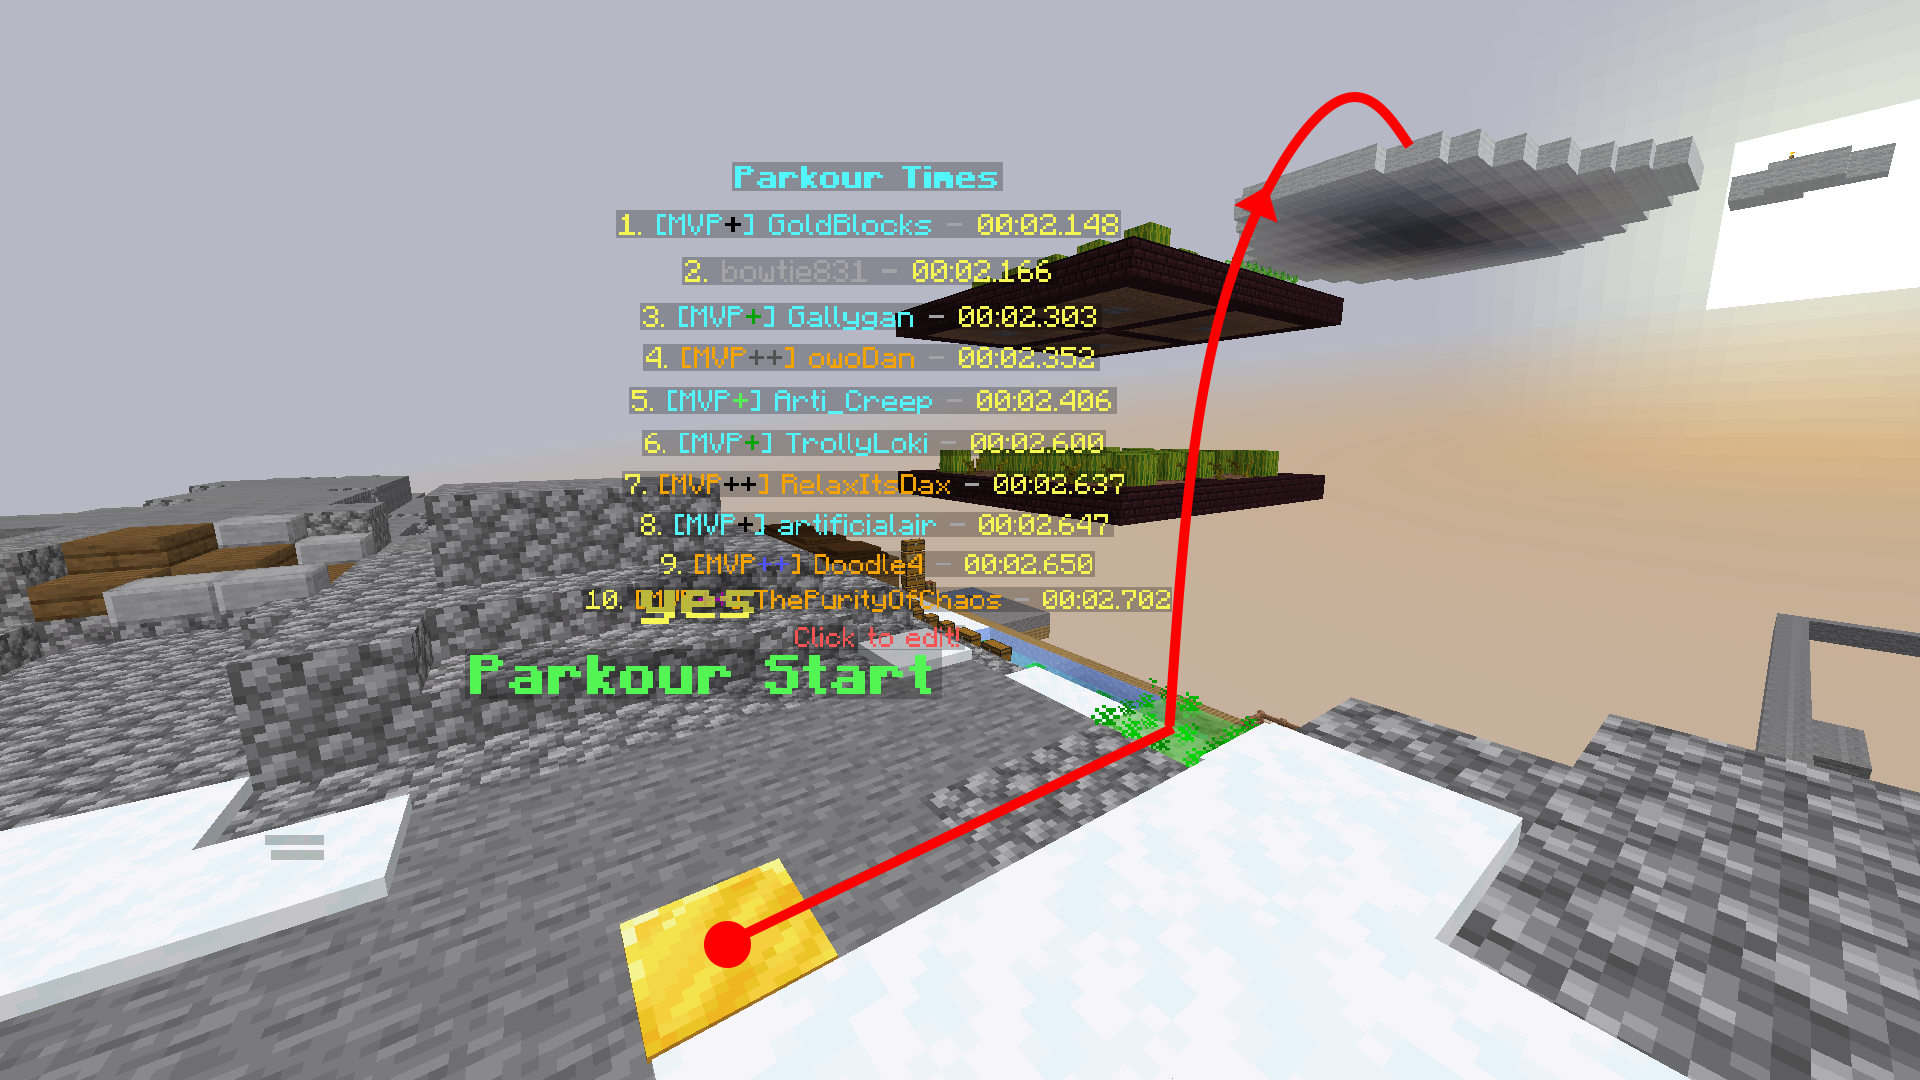 Parkour Times
1. [MVP+] GoldBlocks - 00:02.148
2. bowtie831 - 00:02.166
3. [MVP+] Gallygan - 00:02.303
4. [MVP++] owoDan - 00:02.352
5. [MVP+] Arti_Creep - 00:02.406
6. [MVP+] TrollyLoki - 00:02.600
7. [MVP++] RelaxItsDax - 00:02.637
8. [MVP+] artificialair - 00:02.647
9. [MVP++] Doodle4 - 00:02.650
10. ThePurityOfChaos - 00:02.702
yes
Click to edit!
Parkour Start